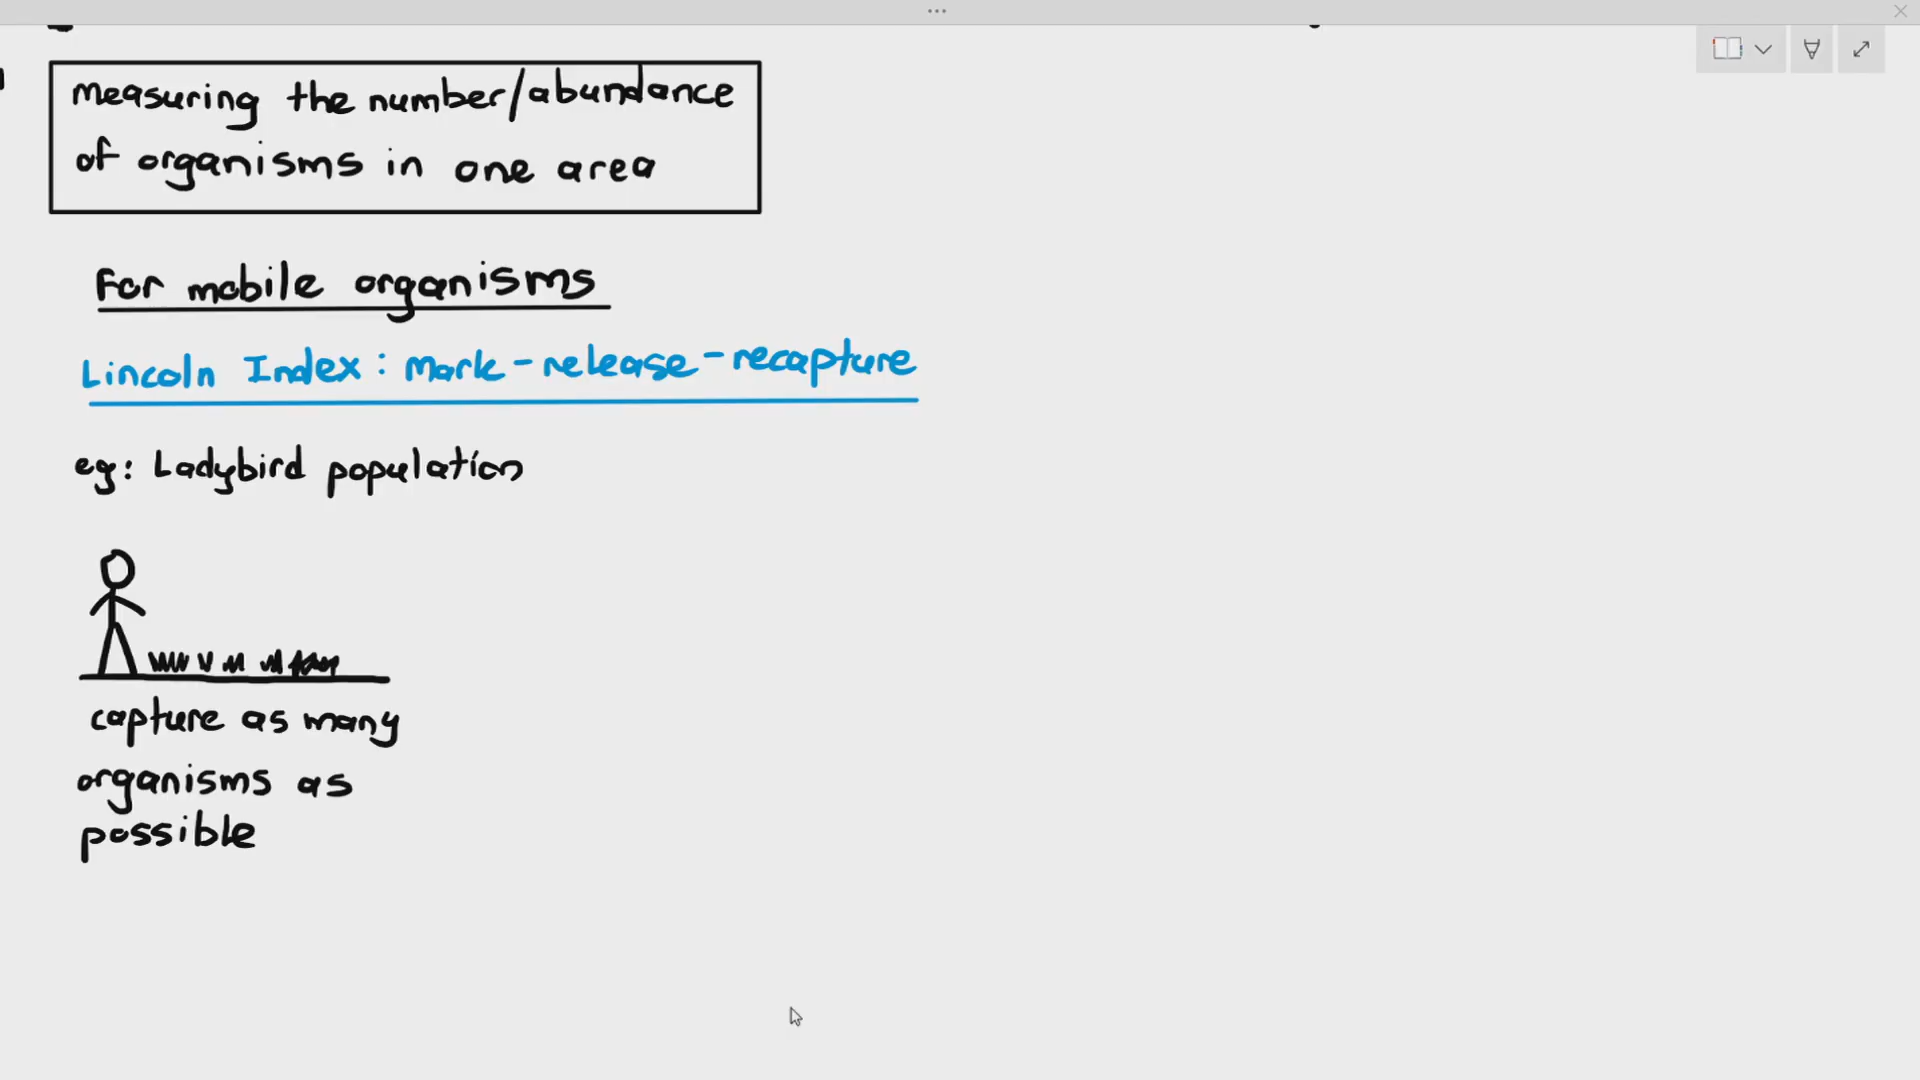 measuring the number/abundance
of organisms in one area
For mobile organisms
Lincoln Index: mark-release-recapture
eg: Ladybird population
capture as many
organisms as
possible